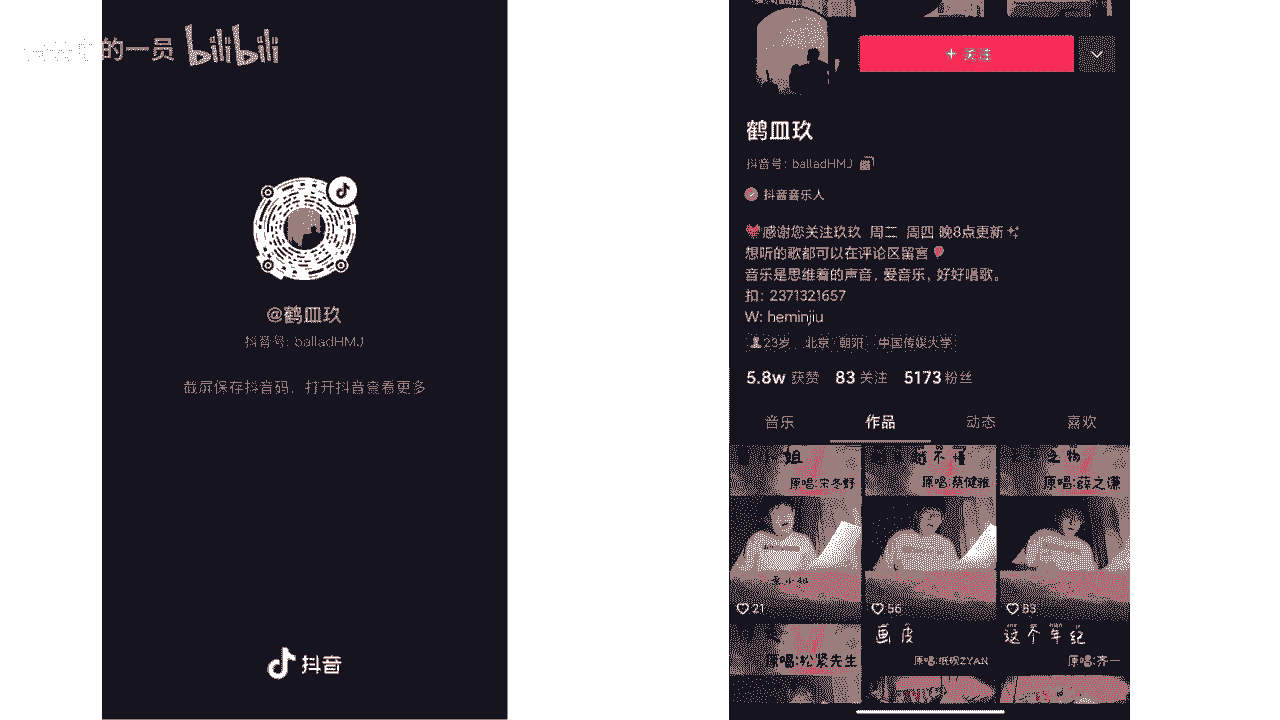 的一员 bilibili
@鹤皿玖
抖音号: balladHMJ
截屏保存抖音码，打开抖音查看更多
抖音
+ 关注
鹤皿玖
抖音号: balladHMJ
抖音音乐人
感谢您关注玖玖 周二 周四 晚8点更新
想听的歌都可以在评论区留言
音乐是思维着的声音，爱音乐，好好唱歌。
扣: 2371321657
W: heminjiu
23岁 北京 · 朝阳 中国传媒大学
5.8w 获赞 83 关注 5173 粉丝
音乐 作品 动态 喜欢
姐
原唱:宋冬野
21
不懂
原唱:蔡健雅
56
之物
原唱:薛之谦
83
原唱:松紧先生
画皮
原唱:纸砚ZYAN
这个年纪
原唱:齐一